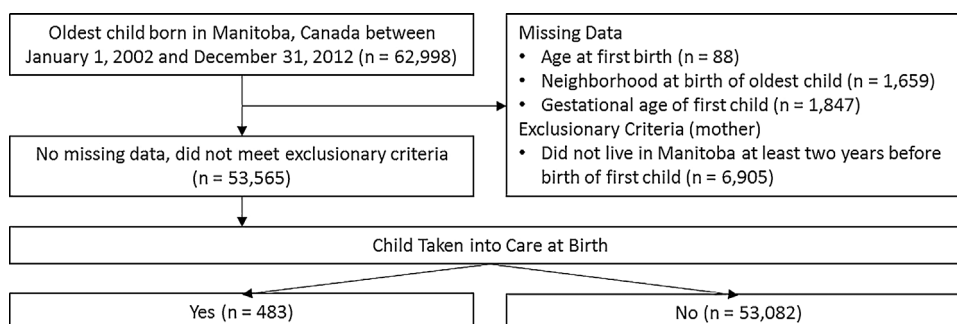 Oldest child born in Manitoba, Canada between
January 1, 2002 and December 31, 2012 (n = 62,998)
Missing Data
• Age at first birth (n = 88)
• Neighborhood at birth of oldest child (n = 1,659)
• Gestational age of first child (n = 1,847)
Exclusionary Criteria (mother)
• Did not live in Manitoba at least two years before
birth of first child (n = 6,905)
No missing data, did not meet exclusionary criteria
(n = 53,565)
Child Taken into Care at Birth
Yes (n = 483)
No (n = 53,082)